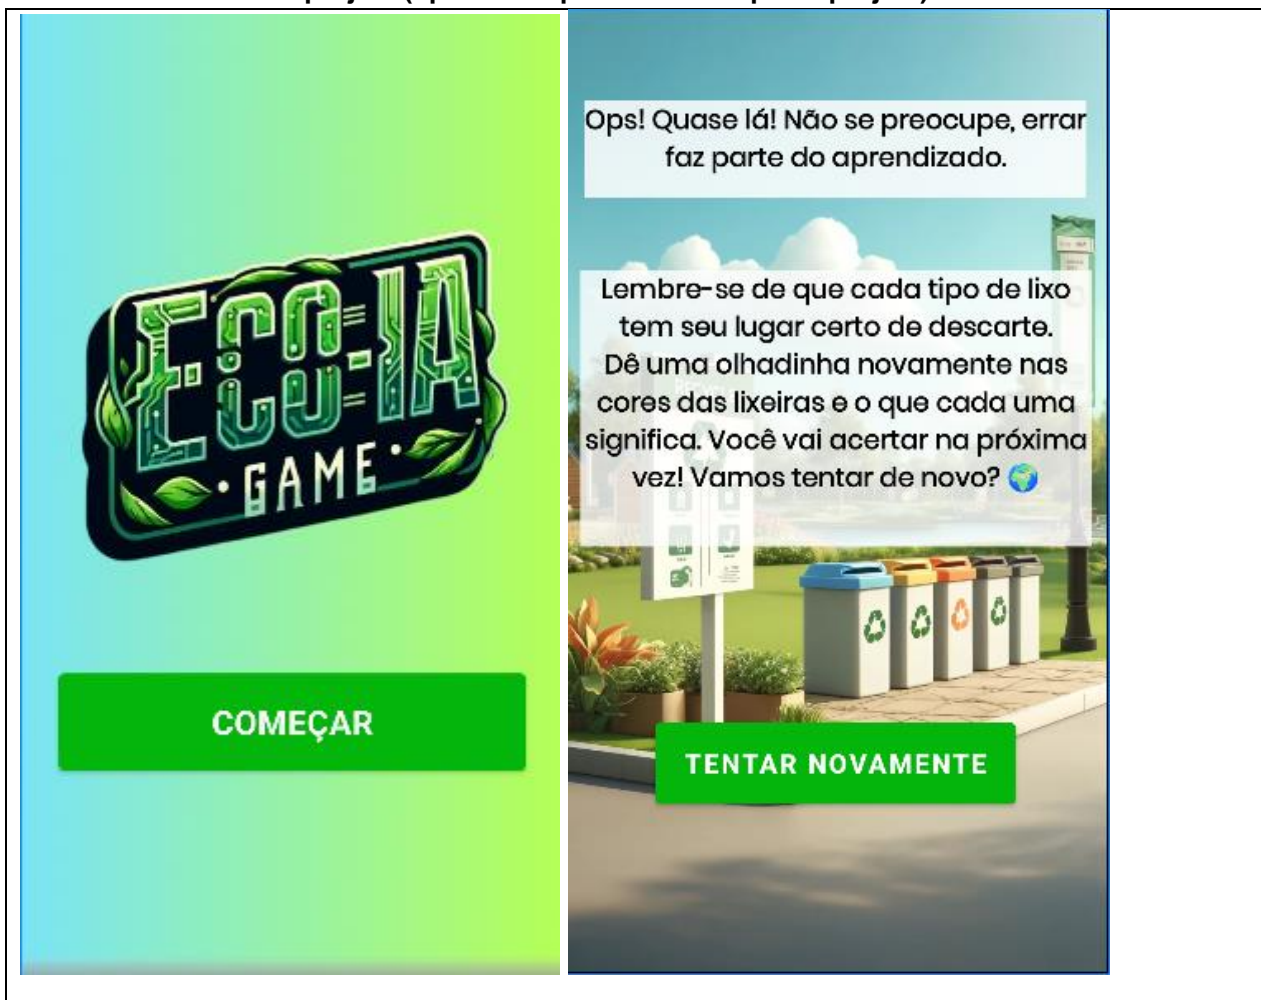 ECO-IA
GAME
COMEÇAR
Ops! Quase lá! Não se preocupe, errar
faz parte do aprendizado.
Lembre-se de que cada tipo de lixo
tem seu lugar certo de descarte.
Dê uma olhadinha novamente nas
cores das lixeiras e o que cada uma
significa. Você vai acertar na próxima
vez! Vamos tentar de novo? 🌍
TENTAR NOVAMENTE